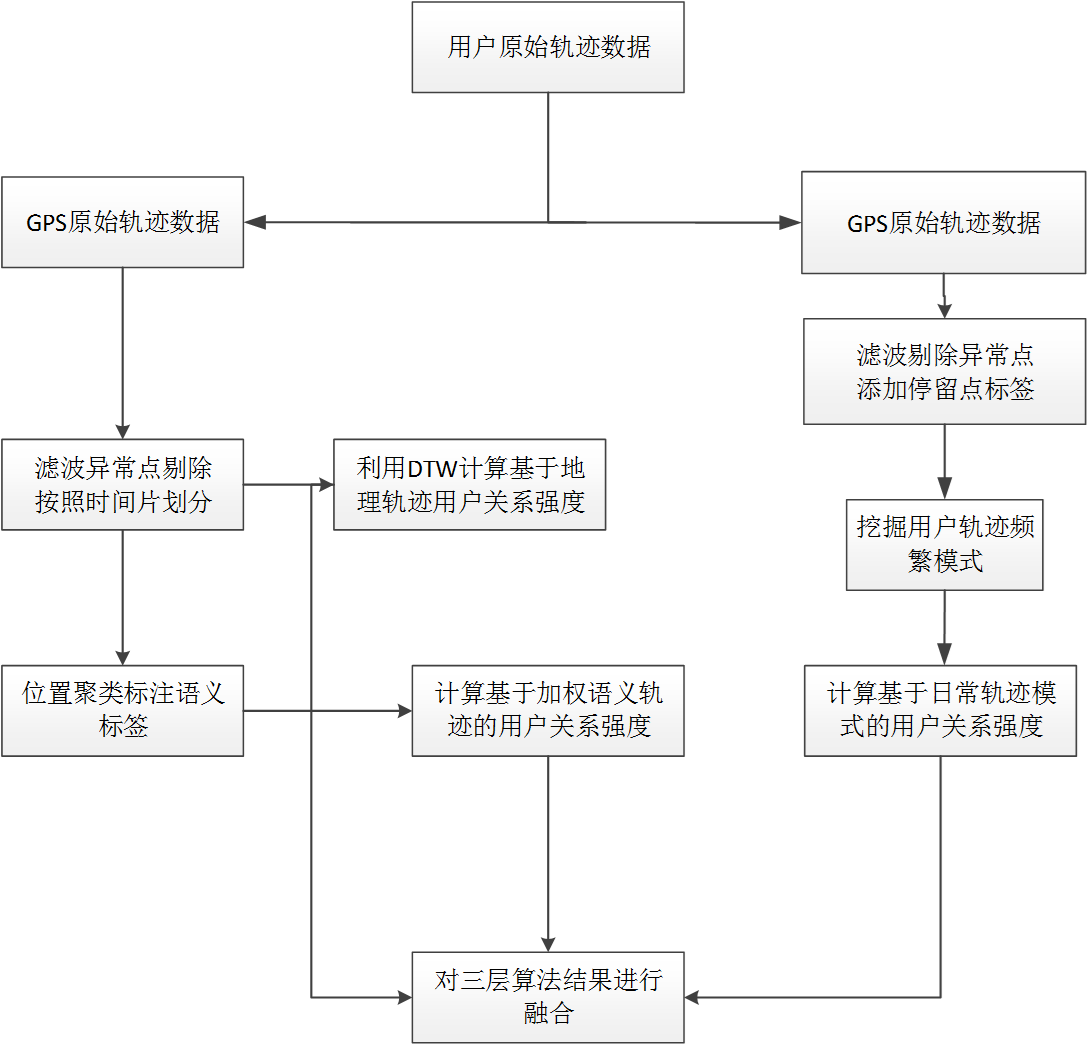 用户原始轨迹数据
GPS原始轨迹数据
GPS原始轨迹数据
滤波剔除异常点
添加停留点标签
滤波异常点剔除
按照时间片划分
利用DTW计算基于地
理轨迹用户关系强度
挖掘用户轨迹频
繁模式
位置聚类标注语义
标签
计算基于加权语义轨
迹的用户关系强度
计算基于日常轨迹模
式的用户关系强度
对三层算法结果进行
融合